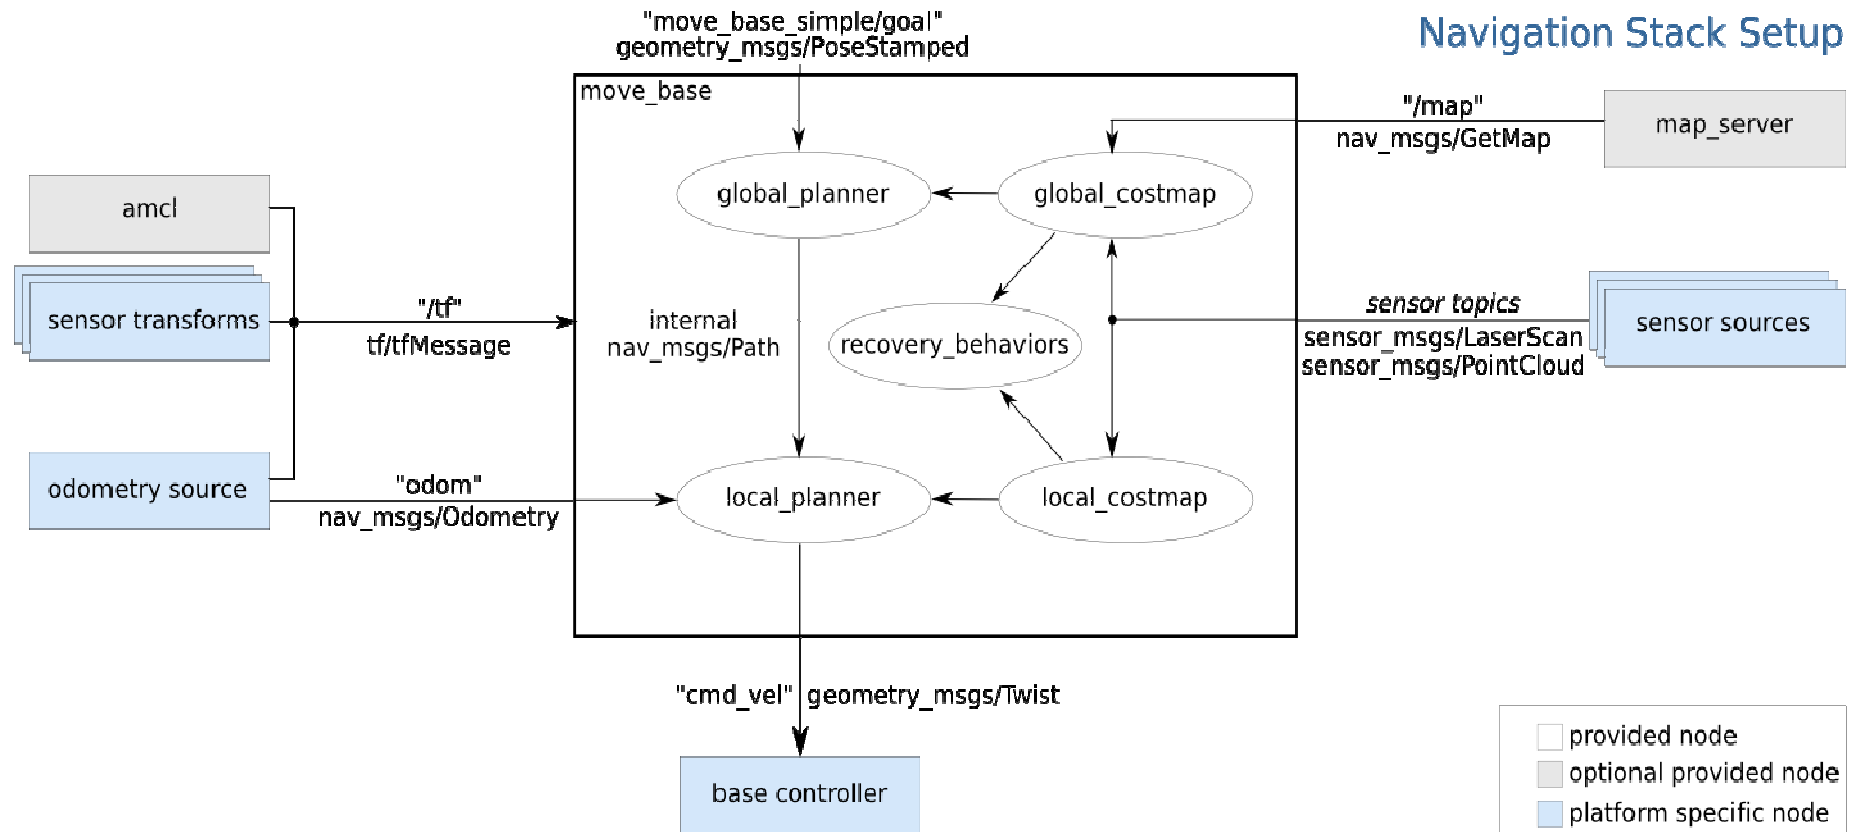 "move_base_simple/goal"
geometry_msgs/PoseStamped
Navigation Stack Setup
move_base
"/map"
nav_msgs/GetMap
map_server
global_planner
global_costmap
amcl
sensor transforms
"/tf"
tf/tfMessage
internal
nav_msgs/Path
recovery_behaviors
sensor topics
sensor_msgs/LaserScan
sensor_msgs/PointCloud
sensor sources
odometry source
"odom"
nav_msgs/Odometry
local_planner
local_costmap
"cmd_vel" geometry_msgs/Twist
base controller
provided node
optional provided node
platform specific node